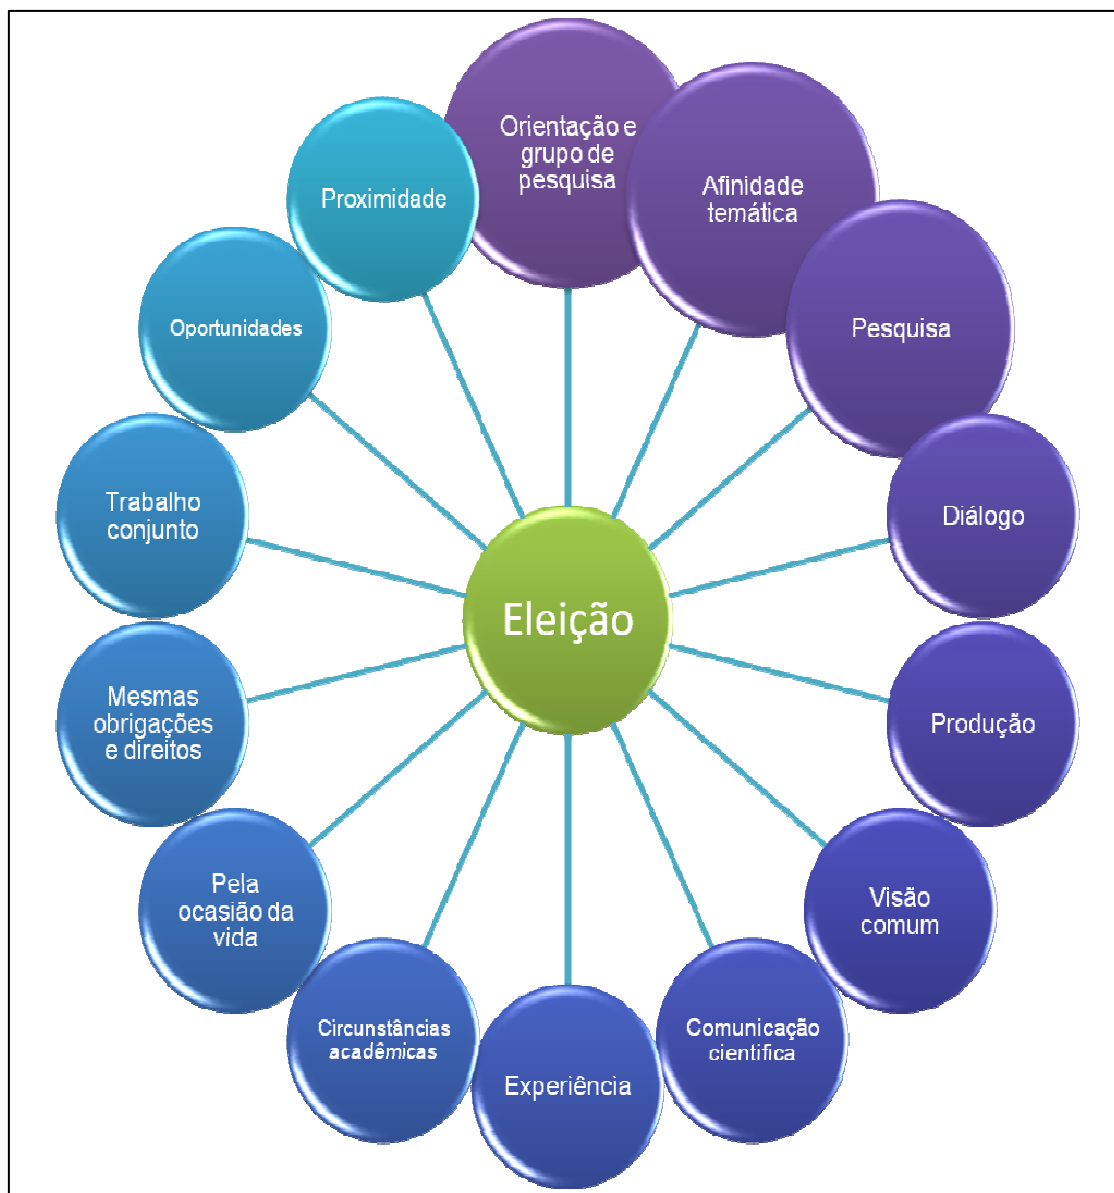 Orientação e
grupo de
pesquisa
Afinidade
temática
Pesquisa
Diálogo
Produção
Visão
comum
Comunicação
cientifica
Experiência
Circunstâncias
acadêmicas
Pela
ocasião da
vida
Mesmas
obrigações
e direitos
Trabalho
conjunto
Oportunidades
Proximidade
Eleição